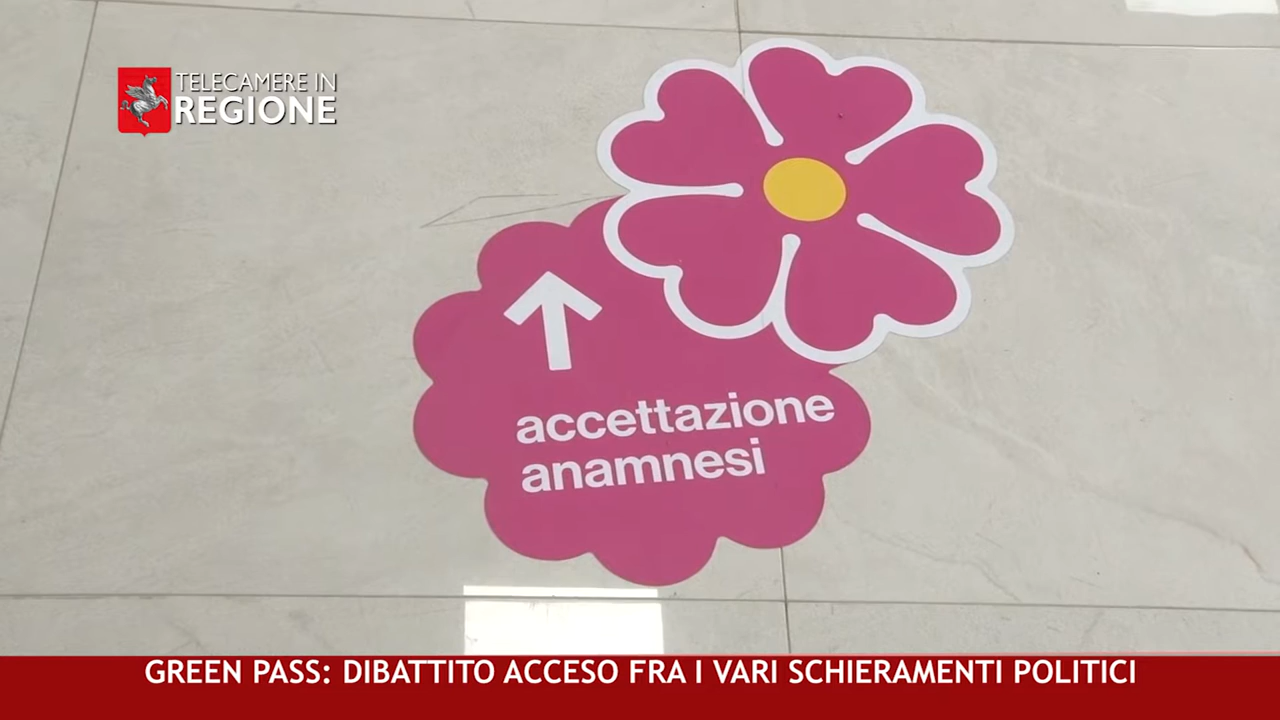 TELECAMERE IN
REGIONE
accettazione
anamnesi
GREEN PASS: DIBATTITO ACCESO FRA I VARI SCHIERAMENTI POLITICI